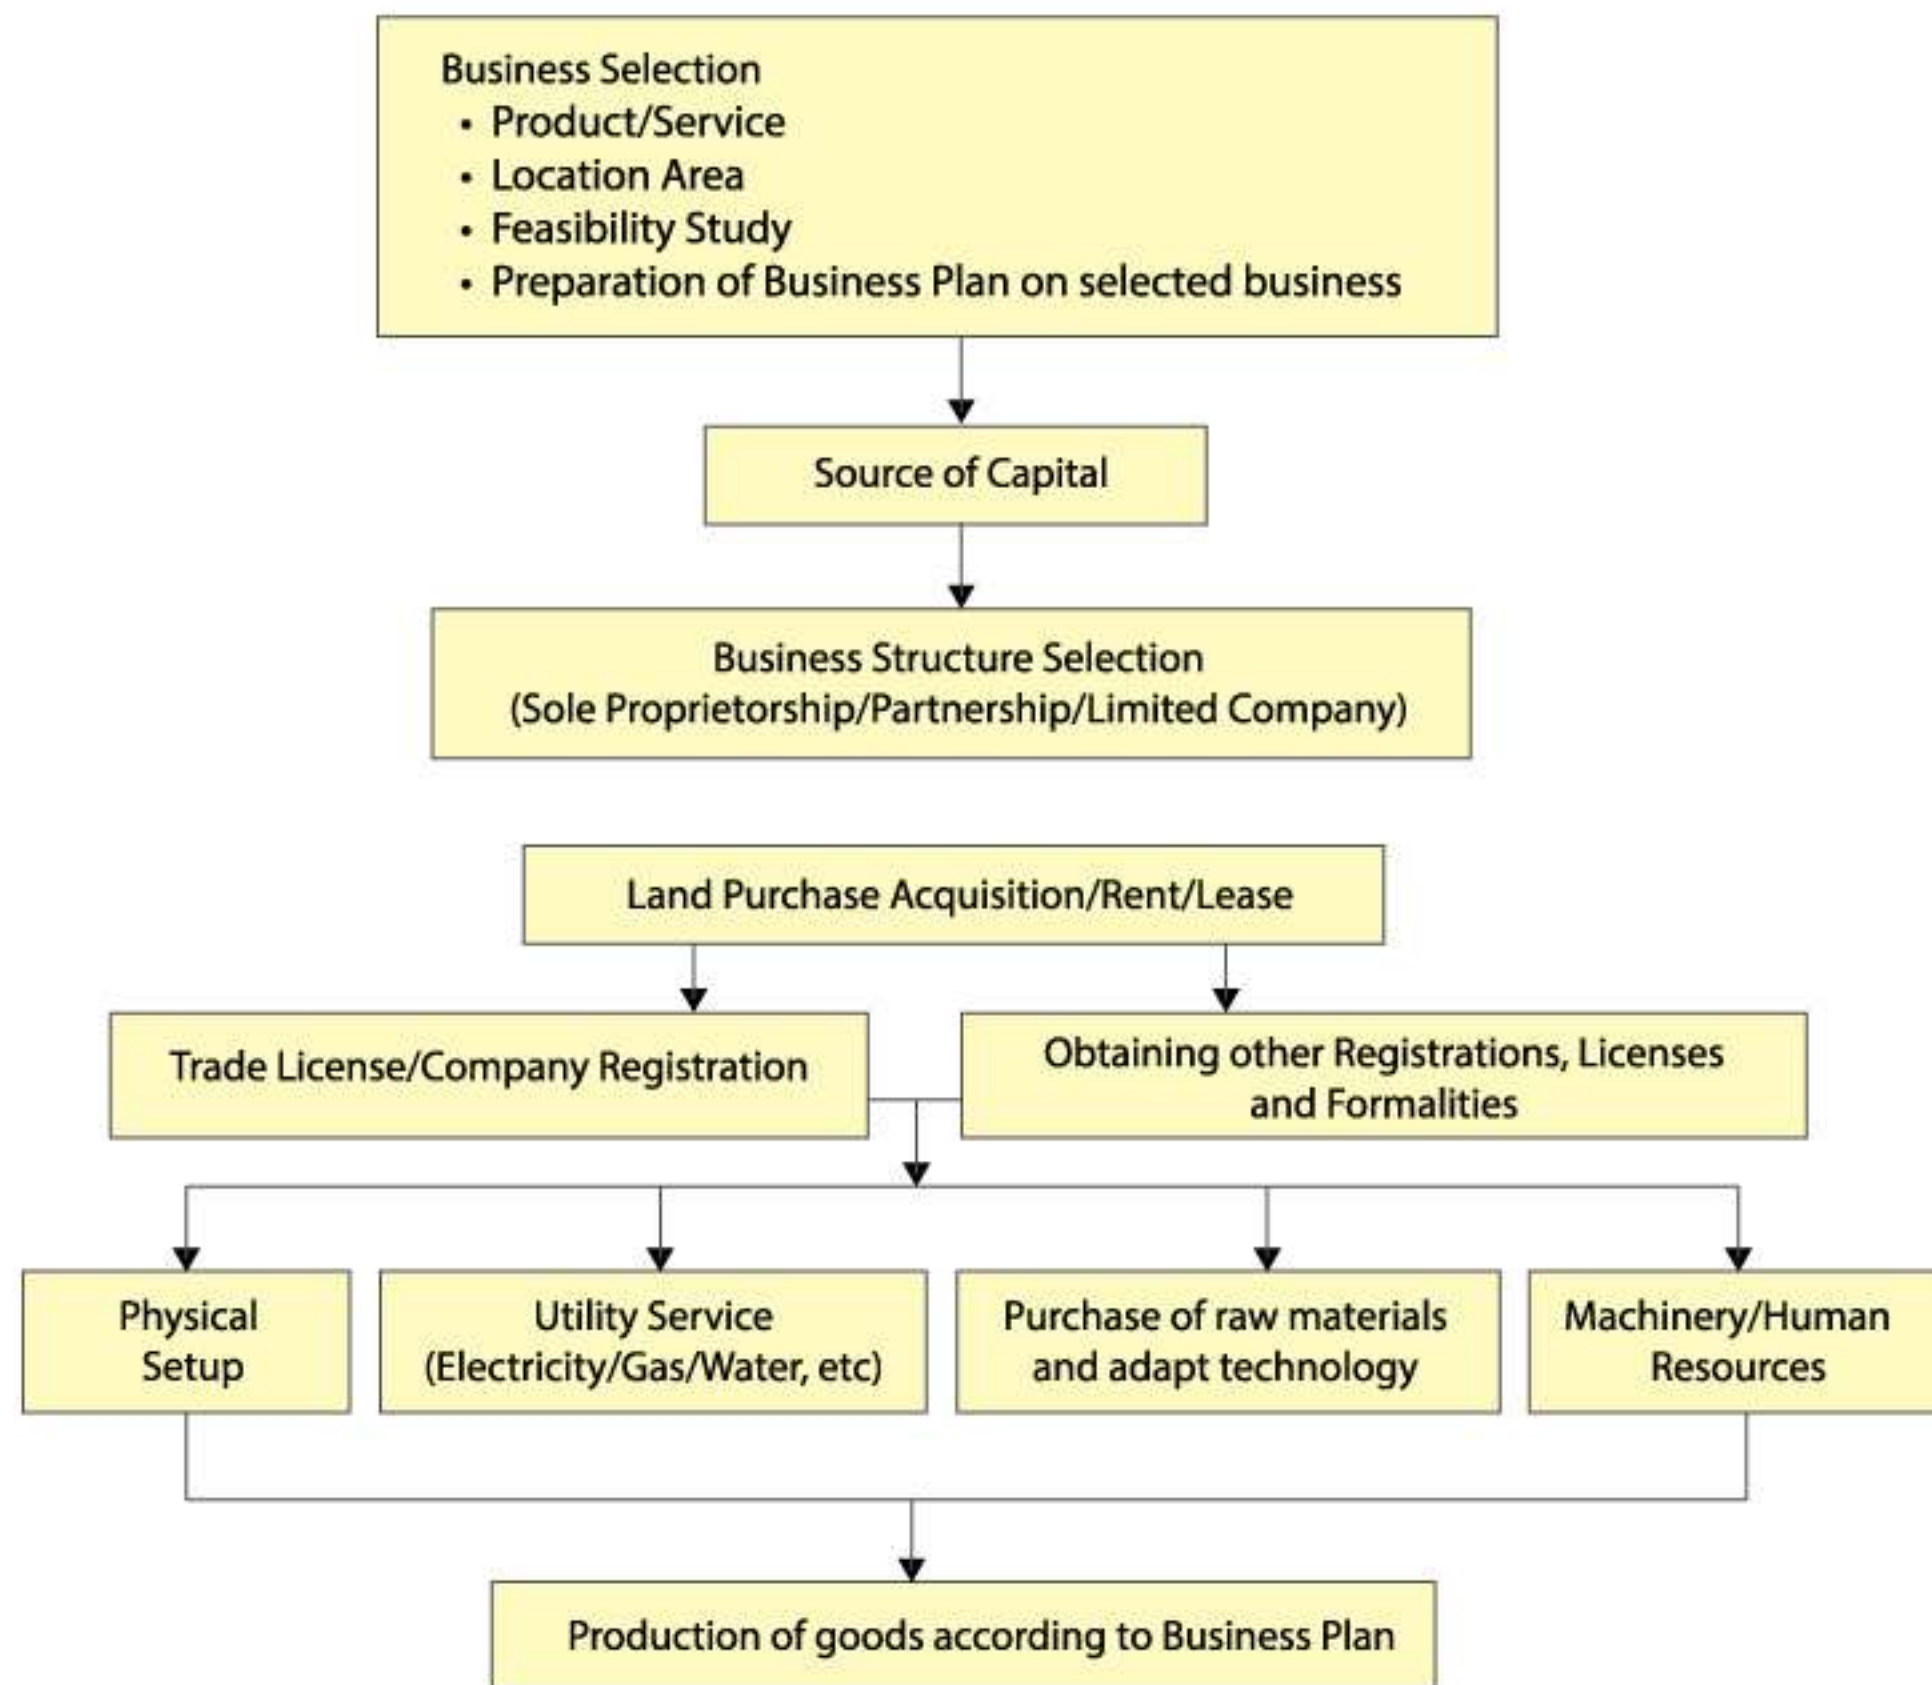 Business Selection
• Product/Service
• Location Area
• Feasibility Study
• Preparation of Business Plan on selected business
Source of Capital
Business Structure Selection
(Sole Proprietorship/Partnership/Limited Company)
Land Purchase Acquisition/Rent/Lease
Trade License/Company Registration
Obtaining other Registrations, Licenses
and Formalities
Physical
Setup
Utility Service
(Electricity/Gas/Water, etc)
Purchase of raw materials
and adapt technology
Machinery/Human
Resources
Production of goods according to Business Plan